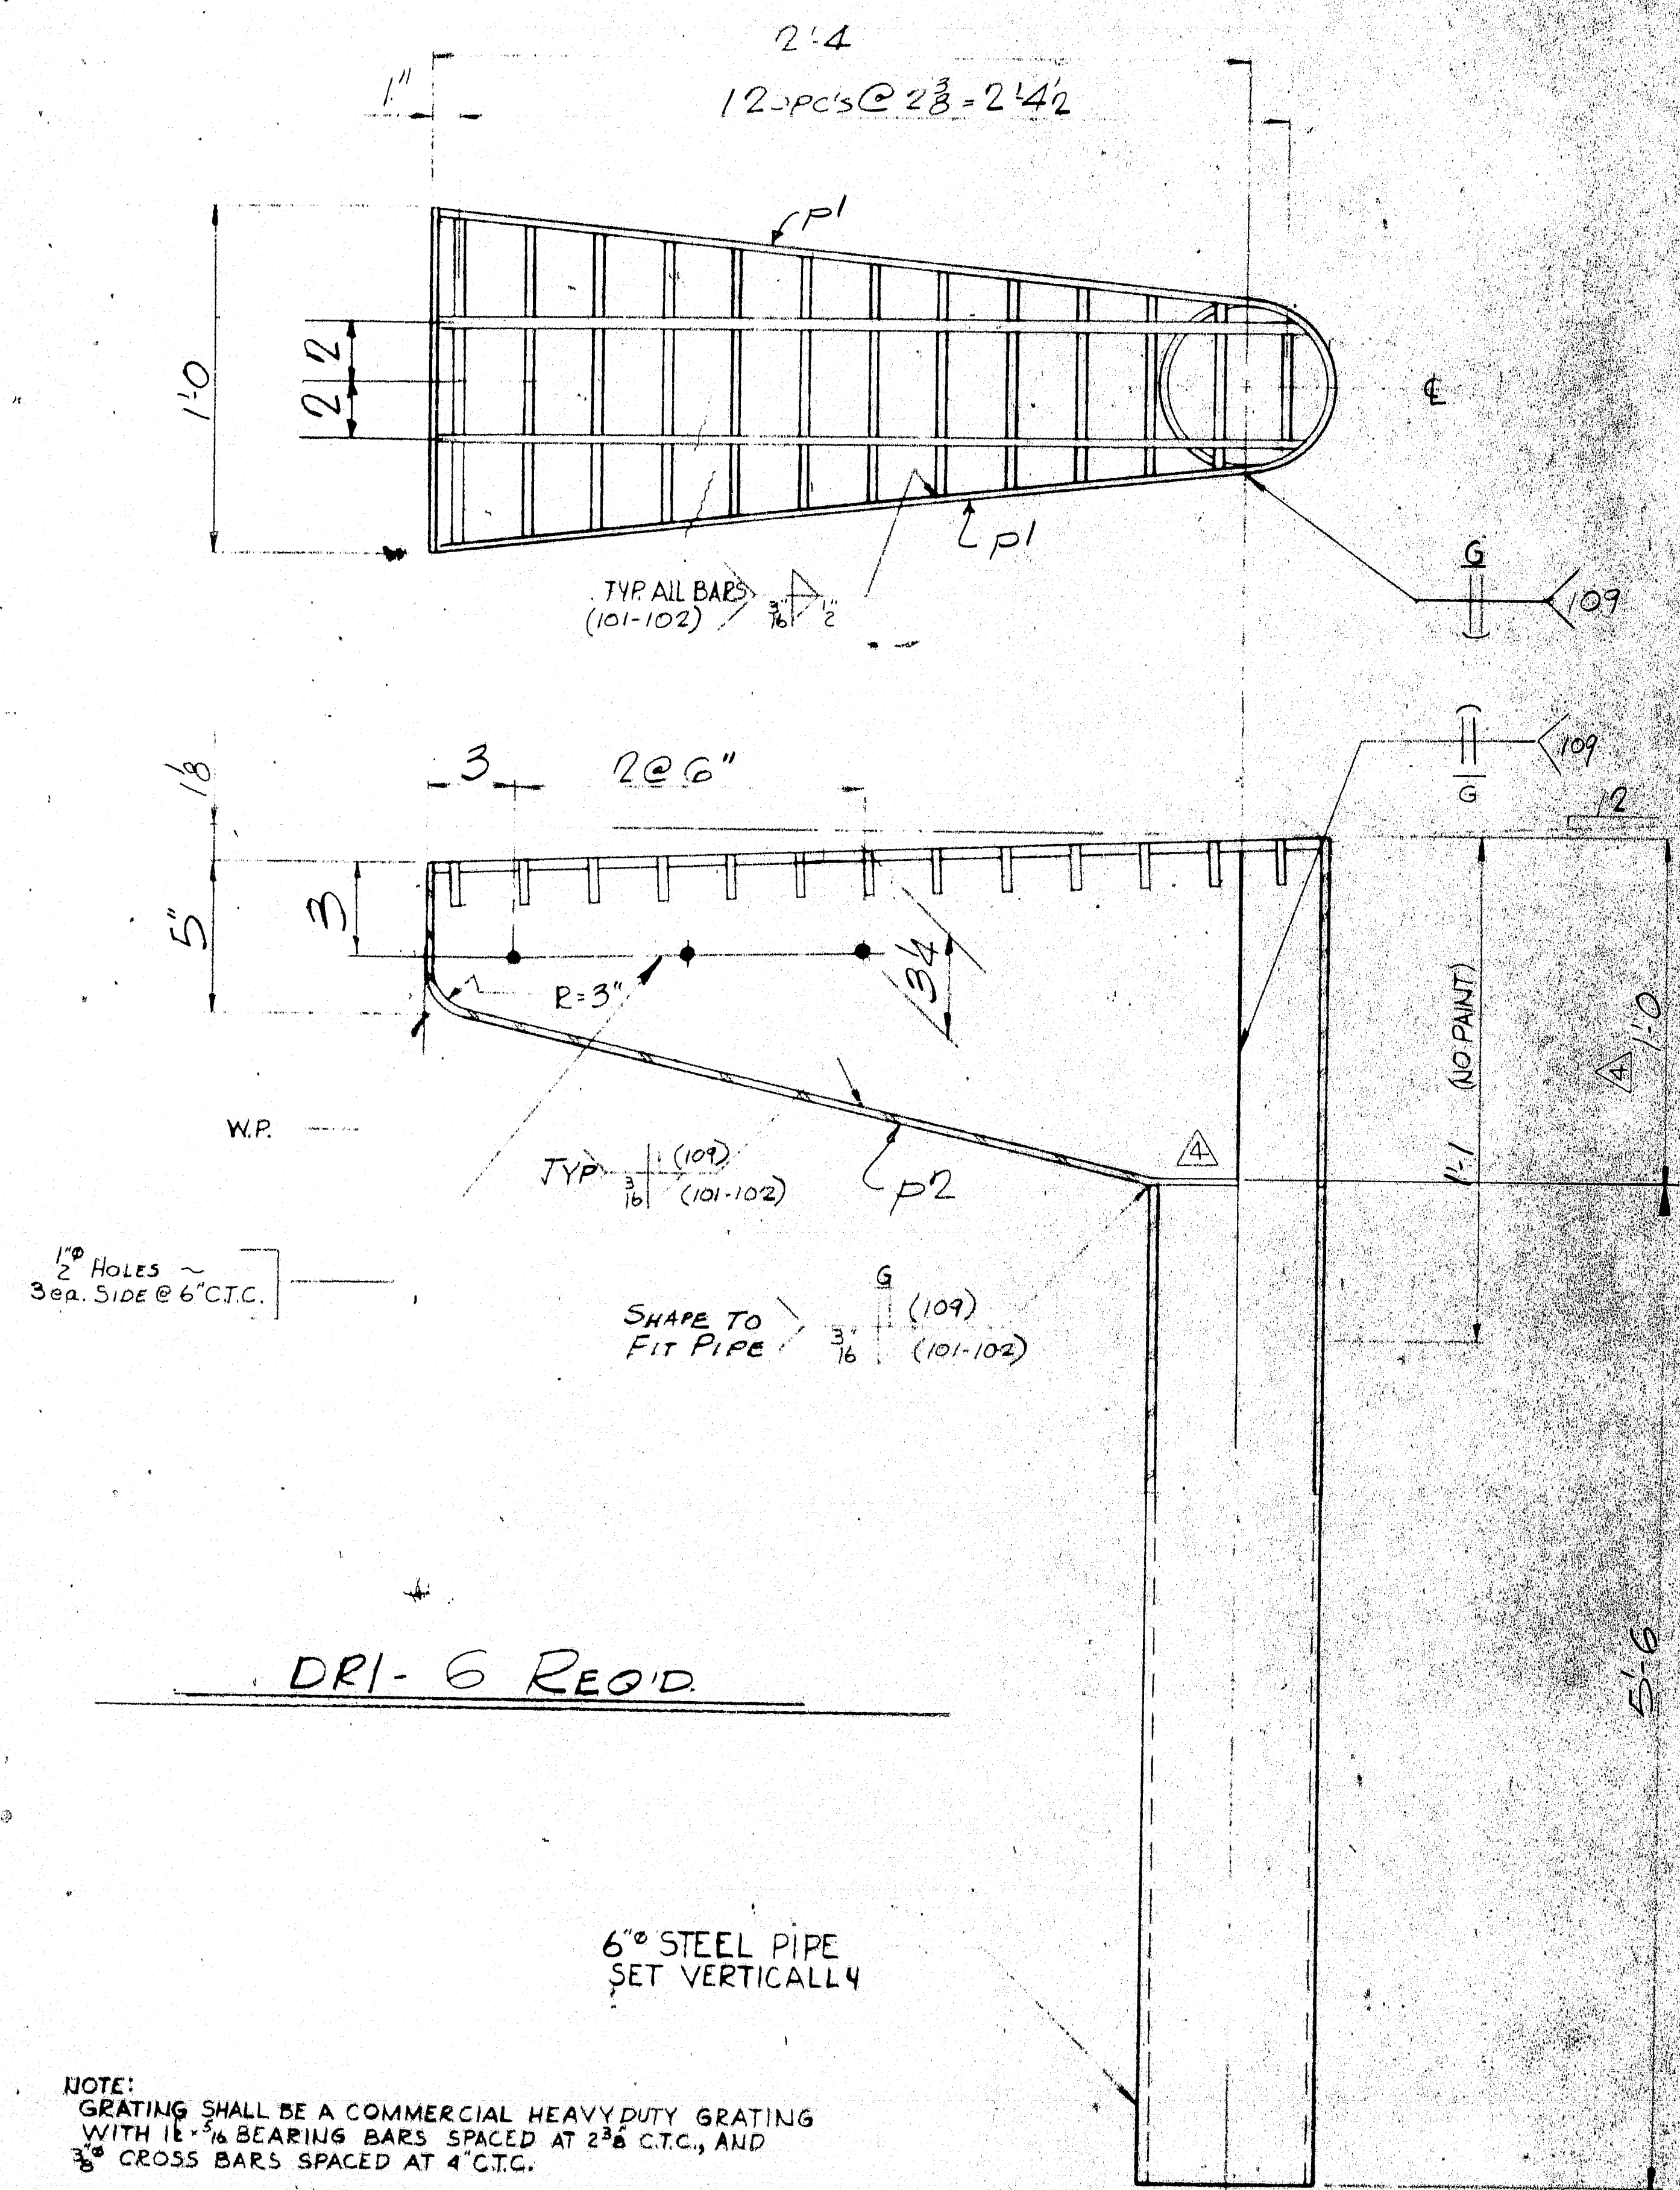 2'-4
1"
12 SPC'S @ 2 3/8 = 2'-4 1/2
p1
1'-0
2
2
℄
p1
TYP. ALL BARS
(101-102)
3/16
1/2"
G
109
109
G
1 1/8
3
2 @ 6"
12
5"
3
3 1/4
R=3"
(NO PAINT)
1'-1
4
1'-0
W.P.
TYP
3/16
(109)
(101-102)
p2
4
1/2"ø HOLES ~
3 ea. SIDE @ 6" C.T.C.
SHAPE TO
FIT PIPE
G
3/16"
(109)
(101-102)
DR1- 6 REQ'D.
5'-6
6"ø STEEL PIPE
SET VERTICALLY
NOTE:
GRATING SHALL BE A COMMERCIAL HEAVY DUTY GRATING
WITH 5/16 BEARING BARS SPACED AT 2 3/8" C.T.C., AND
3/8"ø CROSS BARS SPACED AT 4" C.T.C.